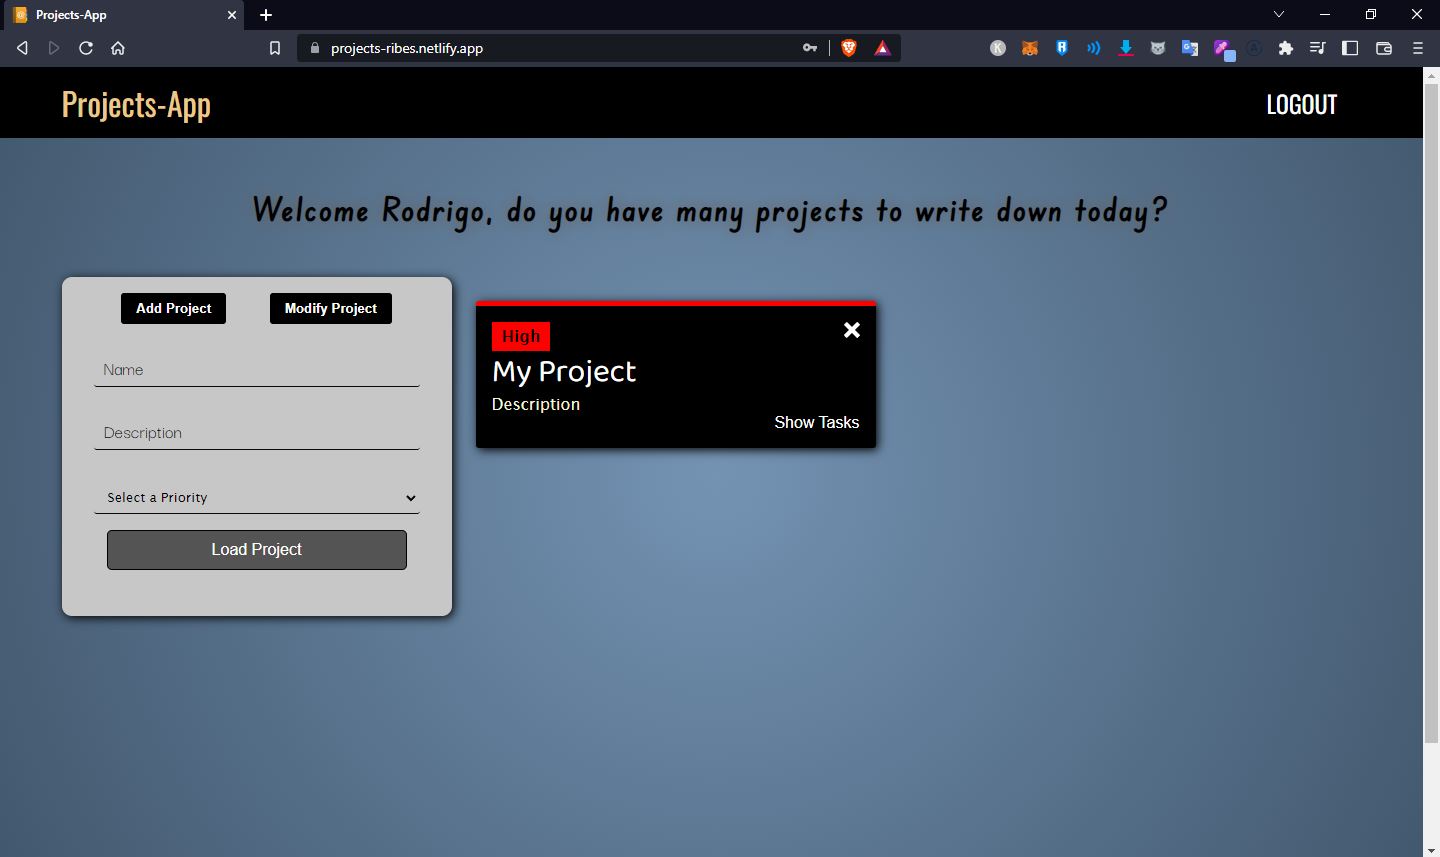 Projects-App
projects-ribes.netlify.app
Projects-App
LOGOUT
Welcome Rodrigo, do you have many projects to write down today?
Add Project
Modify Project
Name
Description
Select a Priority
Load Project
High
My Project
Description
Show Tasks